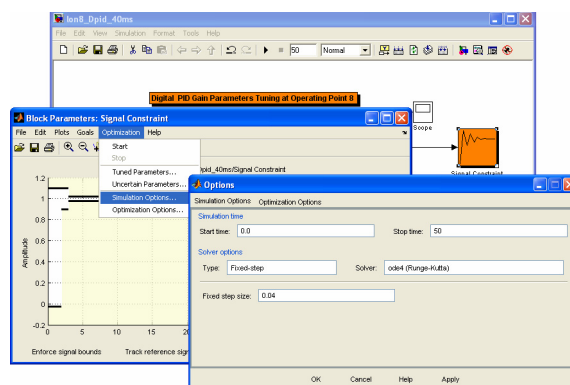 lon8_Dpid_40ms
File Edit View Simulation Format Tools Help
50 Normal
Digital PID Gain Parameters Tuning at Operating Point 8
Scope
Signal Constraint
Block Parameters: Signal Constraint
File Edit Plots Goals Optimization Help
Start
Stop
Tuned Parameters...
Uncertain Parameters...
Simulation Options...
Optimization Options...
pid_40ms/Signal Constraint
Amplitude
1.2
1
0.8
0.6
0.4
0.2
0
-0.2
0 5 10 15
Enforce signal bounds Track reference sig
Options
Simulation Options Optimization Options
Simulation time
Start time: 0.0 Stop time: 50
Solver options
Type: Fixed-step Solver: ode4 (Runge-Kutta)
Fixed step size: 0.04
OK Cancel Help Apply